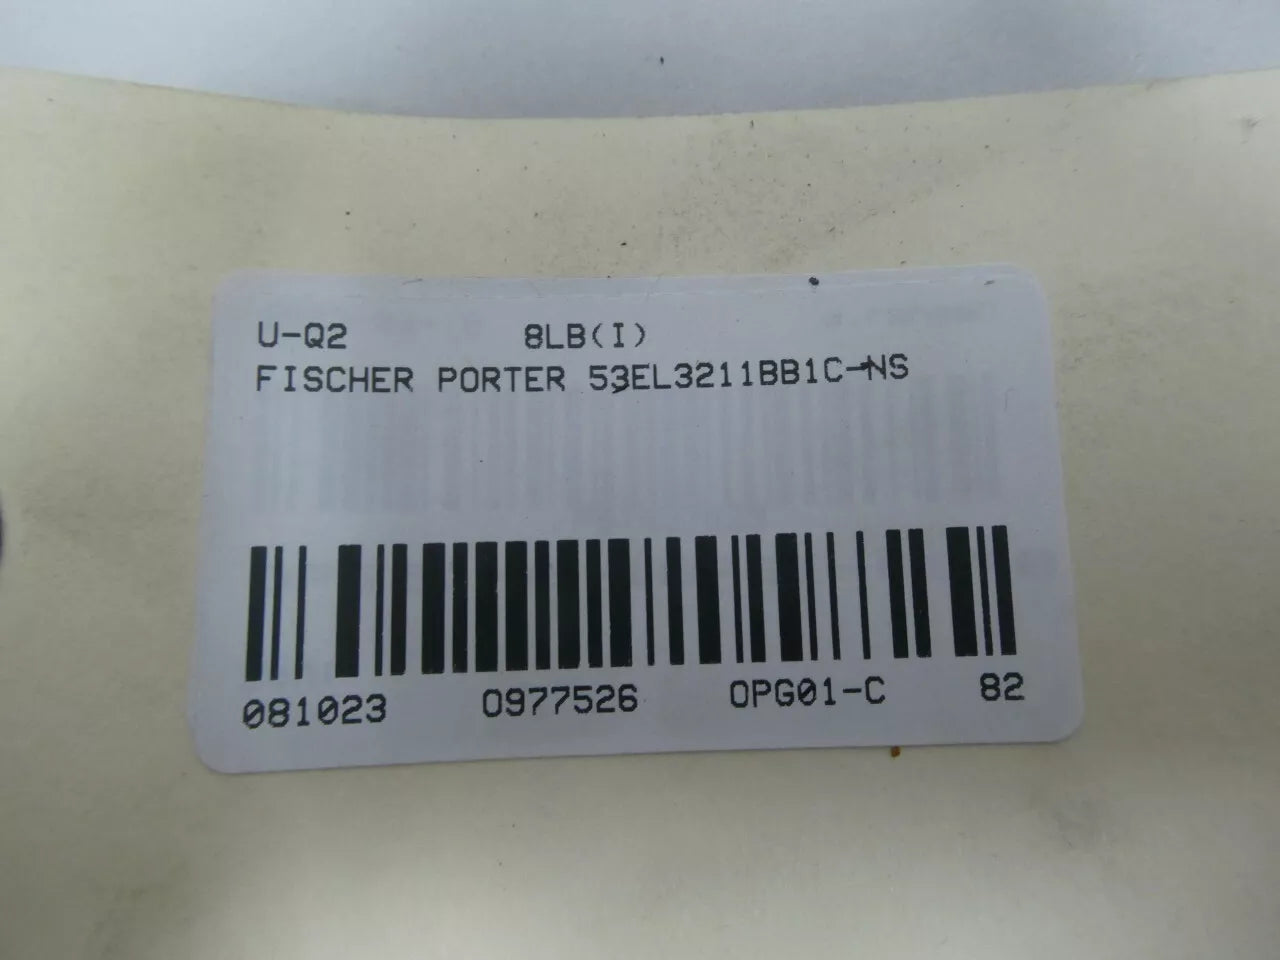 U-Q2 8LB(I)
FISCHER PORTER 53EL3211BB1C-NS
081023 0977526 OPG01-C 82